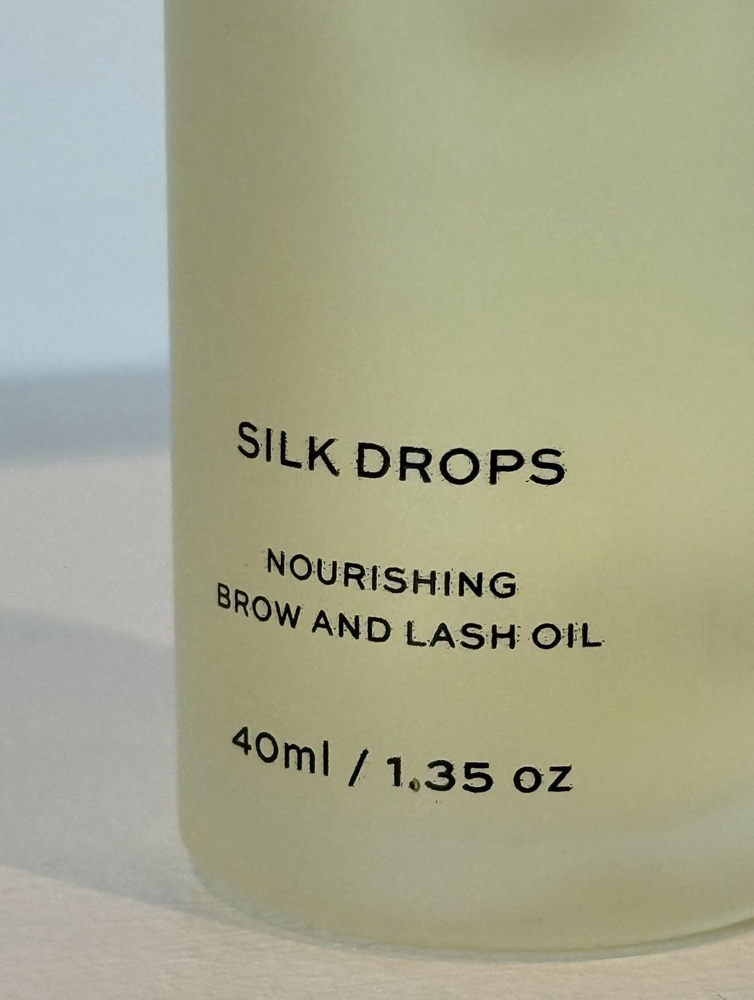 SILK DROPS
NOURISHING
BROW AND LASH OIL
40ml / 1.35 oz